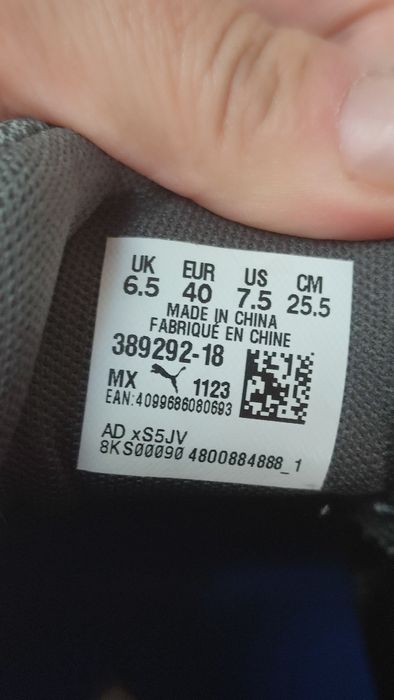 UK EUR US CM
6.5 40 7.5 25.5
MADE IN CHINA
FABRIQUÉ EN CHINE
389292-18
MX 1123
EAN:4099686080693
AD xS5JV
8KS00090 4800884888_1